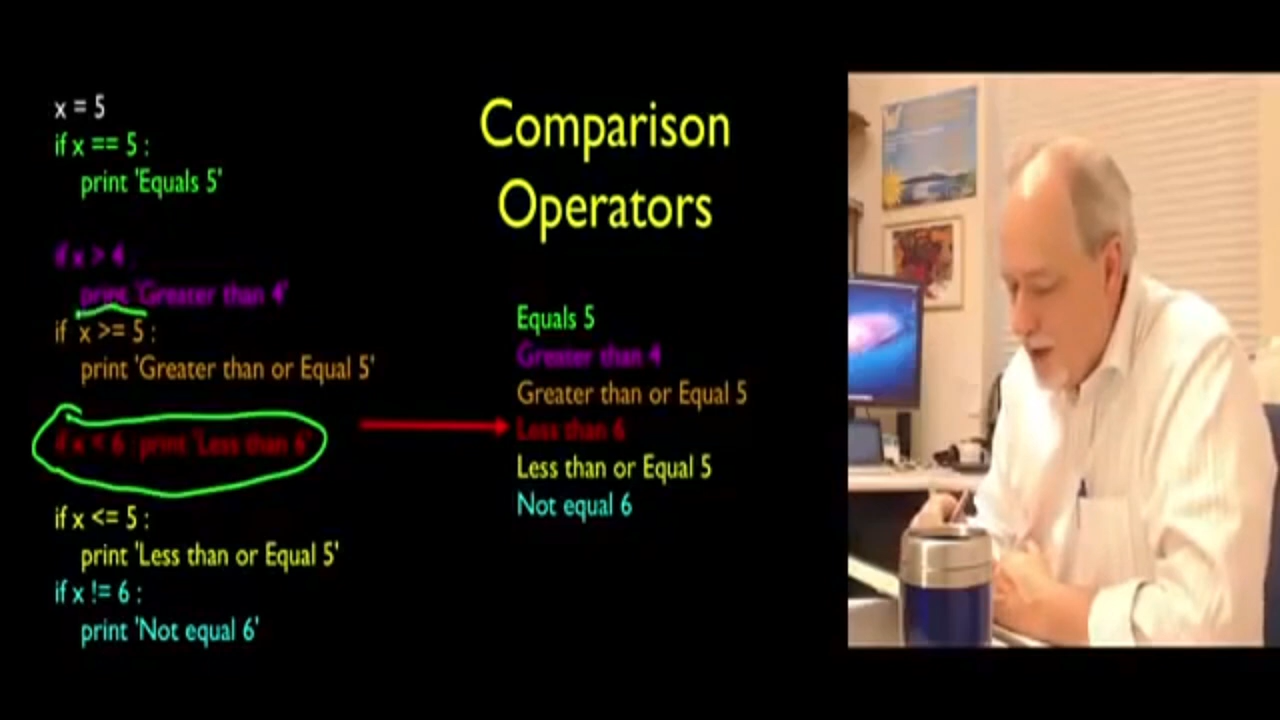 x = 5
if x == 5 :
print 'Equals 5'
if x > 4 :
print 'Greater than 4'
if x >= 5 :
print 'Greater than or Equal 5'
if x < 6 : print 'Less than 6'
if x <= 5 :
print 'Less than or Equal 5'
if x != 6 :
print 'Not equal 6'
Comparison
Operators
Equals 5
Greater than 4
Greater than or Equal 5
Less than 6
Less than or Equal 5
Not equal 6